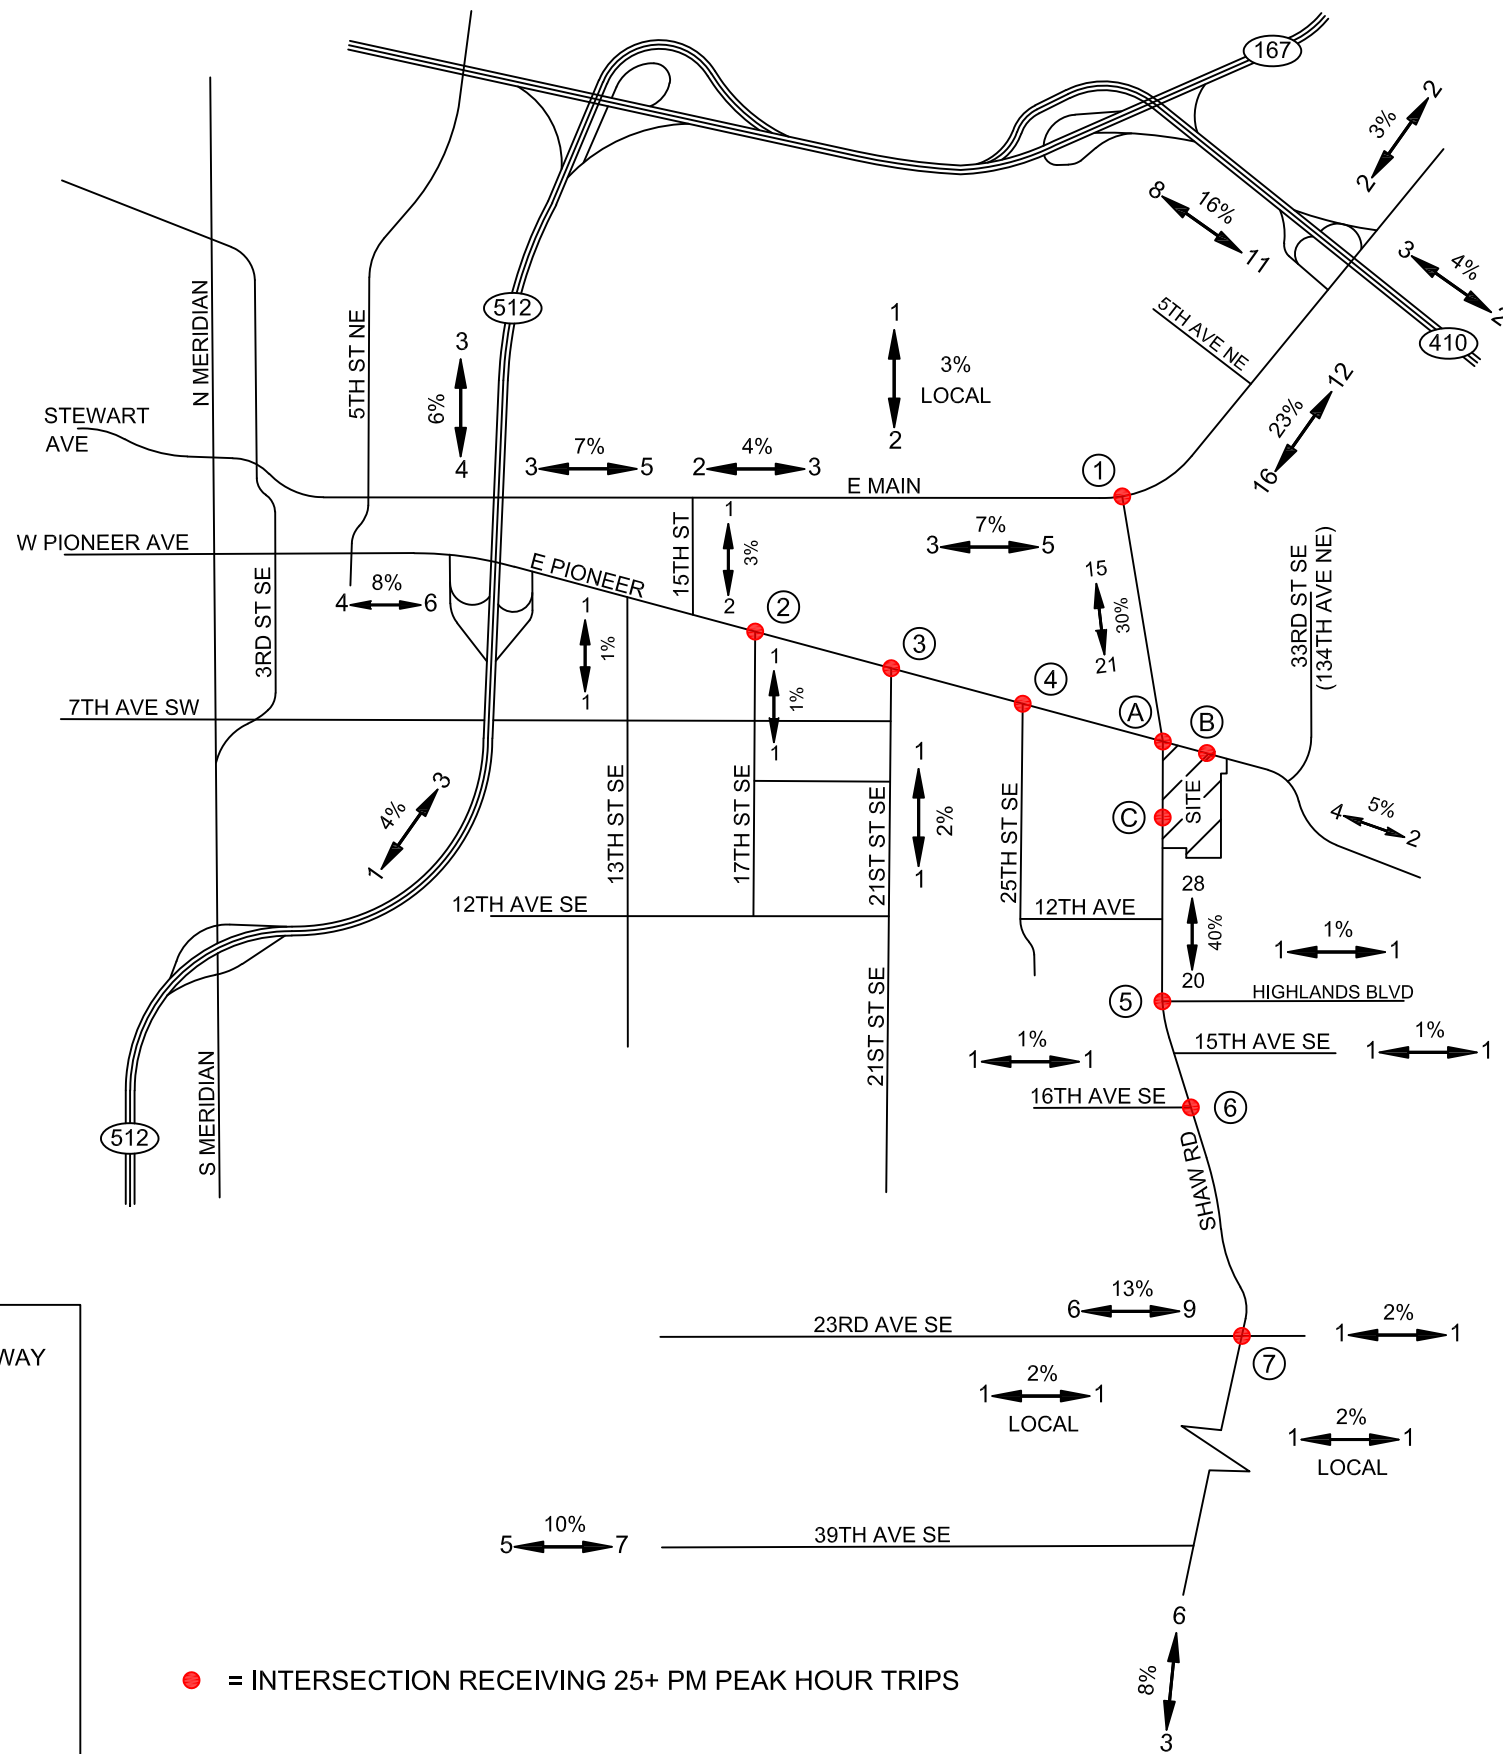 167
2
3%
2
8
16%
11
3
4%
2
N MERIDIAN
5TH ST NE
512
5TH AVE NE
410
1
3%
LOCAL
2
3
6%
4
STEWART
AVE
12
23%
16
3
7%
5
2
4%
3
E MAIN
1
W PIONEER AVE
3RD ST SE
8%
4
6
E PIONEER
15TH ST
1
3%
2
7%
3
5
15
30%
21
33RD ST SE
(134TH AVE NE)
2
3
4
A
B
1
1%
1
1
1%
1
7TH AVE SW
SITE
C
3
4%
1
13TH ST SE
17TH ST SE
21ST ST SE
1
2%
1
25TH ST SE
4
5%
2
12TH AVE SE
12TH AVE
28
40%
20
1%
1
1
5
HIGHLANDS BLVD
21ST ST SE
15TH AVE SE
1%
1
1
1%
1
1
16TH AVE SE
6
512
S MERIDIAN
SHAW RD
13%
6
9
23RD AVE SE
2%
1
1
7
WAY
2%
1
1
LOCAL
2%
1
1
LOCAL
10%
5
7
39TH AVE SE
6
8%
3
= INTERSECTION RECEIVING 25+ PM PEAK HOUR TRIPS